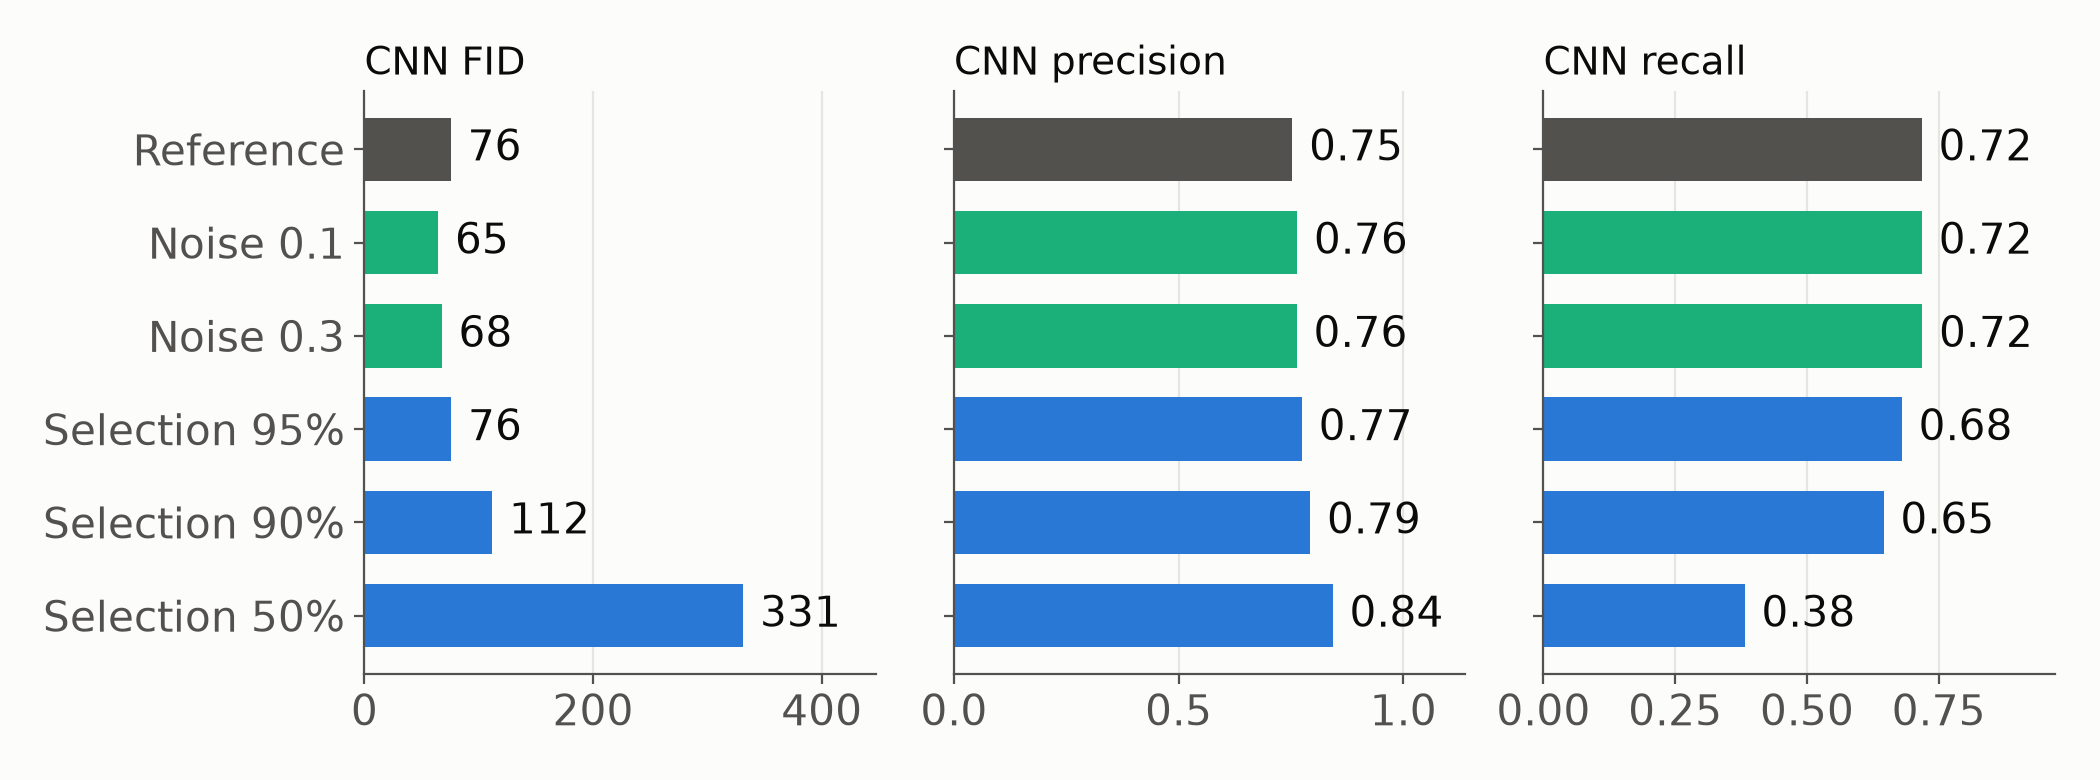 CNN FID
CNN precision
CNN recall
Reference 76 0.75 0.72
Noise 0.1 65 0.76 0.72
Noise 0.3 68 0.76 0.72
Selection 95% 76 0.77 0.68
Selection 90% 112 0.79 0.65
Selection 50% 331 0.84 0.38
0 200 400
0.0 0.5 1.0
0.00 0.25 0.50 0.75